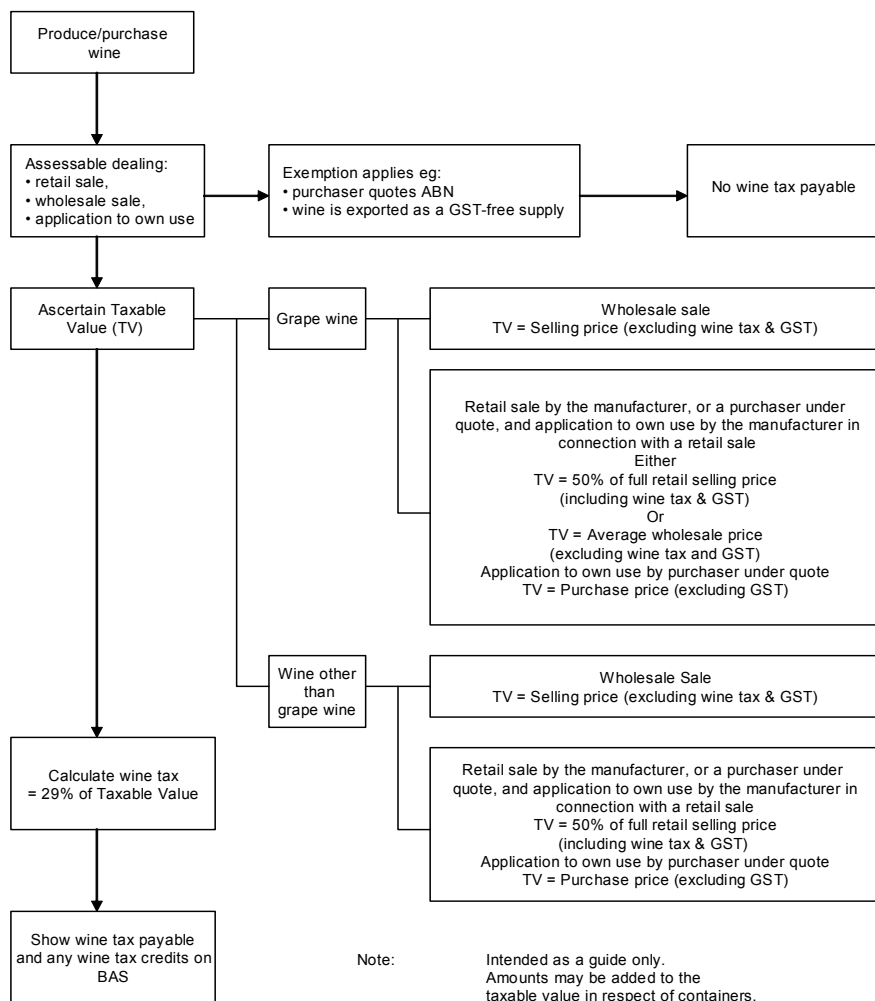 Produce/purchase
wine
Assessable dealing:
• retail sale,
• wholesale sale,
• application to own use
Exemption applies eg:
• purchaser quotes ABN
• wine is exported as a GST-free supply
No wine tax payable
Ascertain Taxable
Value (TV)
Grape wine
Wholesale sale
TV = Selling price (excluding wine tax & GST)
Retail sale by the manufacturer, or a purchaser under
quote, and application to own use by the manufacturer in
connection with a retail sale
Either
TV = 50% of full retail selling price
(including wine tax & GST)
Or
TV = Average wholesale price
(excluding wine tax and GST)
Application to own use by purchaser under quote
TV = Purchase price (excluding GST)
Wine other
than
grape wine
Wholesale Sale
TV = Selling price (excluding wine tax & GST)
Retail sale by the manufacturer, or a purchaser under
quote, and application to own use by the manufacturer in
connection with a retail sale
TV = 50% of full retail selling price
(including wine tax & GST)
Application to own use by purchaser under quote
TV = Purchase price (excluding GST)
Calculate wine tax
= 29% of Taxable Value
Show wine tax payable
and any wine tax credits on
BAS
Note: Intended as a guide only.
Amounts may be added to the
taxable value in respect of containers.